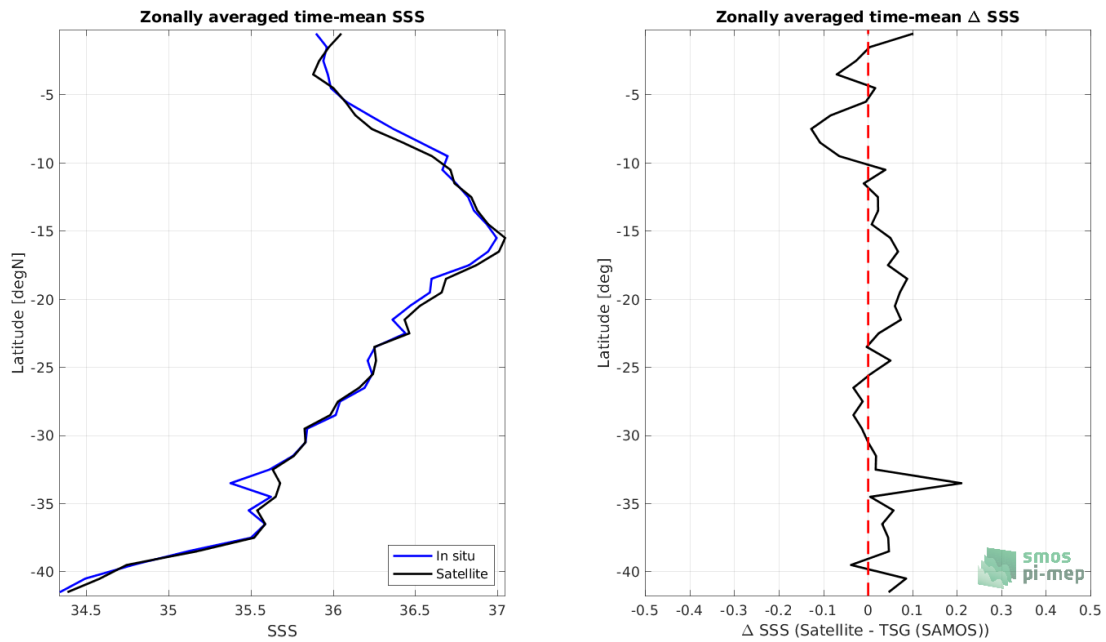 Zonally averaged time-mean SSS
Latitude [degN]
-5
-10
-15
-20
-25
-30
-35
-40
34.5 35 35.5 36 36.5 37
SSS
In situ
Satellite
Zonally averaged time-mean Δ SSS
Latitude [deg]
-5
-10
-15
-20
-25
-30
-35
-40
-0.5 -0.4 -0.3 -0.2 -0.1 0 0.1 0.2 0.3 0.4 0.5
Δ SSS (Satellite - TSG (SAMOS))
smos
pi-mep